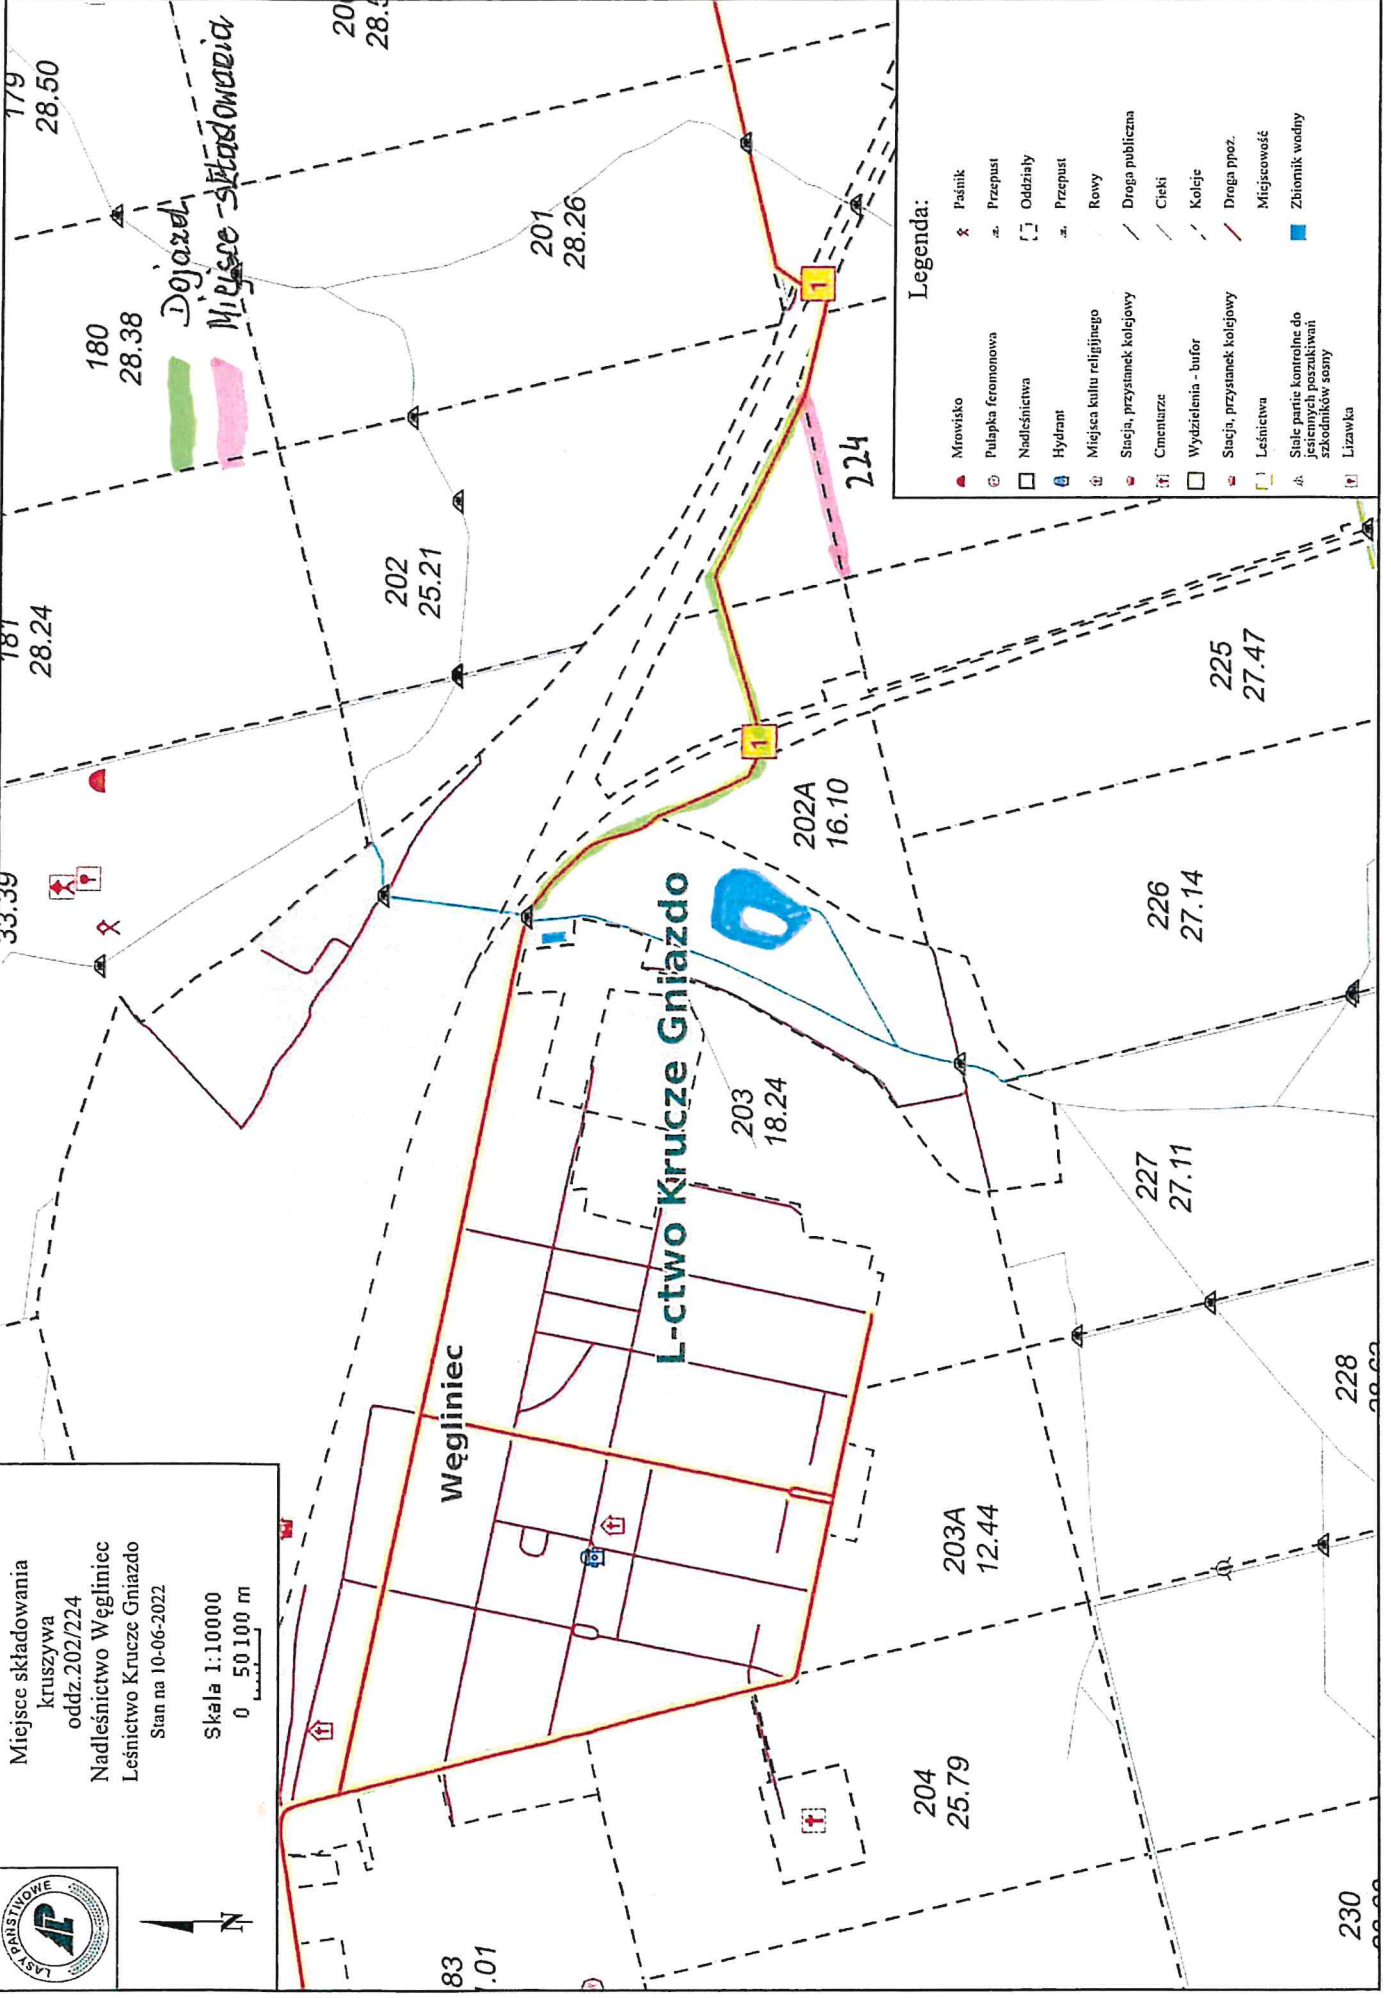 Miejsce składowania
kruszywa
oddz.202/224
Nadleśnictwo Węgliniec
Leśnictwo Krucze Gniazdo
Stan na 10-06-2022
Skala 1:10000
0 50 100 m
LASY PAŃSTWOWE
N
179
28.50
180
28.38
Dojazd
Miejsce składowania
28.24
33.39
201
28.26
202
25.21
1
1
224
202A
16.10
225
27.47
226
27.14
L-ctwo Krucze Gniazdo
203
18.24
227
27.11
228
Węgliniec
203A
12.44
204
25.79
230
83
.01
Legenda:
Mrowisko
Pułapka feromonowa
Nadleśnictwa
Hydrant
Miejsca kultu religijnego
Stacja, przystanek kolejowy
Cmentarze
Wydzielenia - bufor
Stacja, przystanek kolejowy
Leśnictwa
Stałe partie kontrolne do
jesiennych poszukiwań
szkodników sosny
Lizawka
Paśnik
Przepust
Oddziały
Przepust
Rowy
Droga publiczna
Cieki
Koleje
Droga ppoż.
Miejscowość
Zbiornik wodny